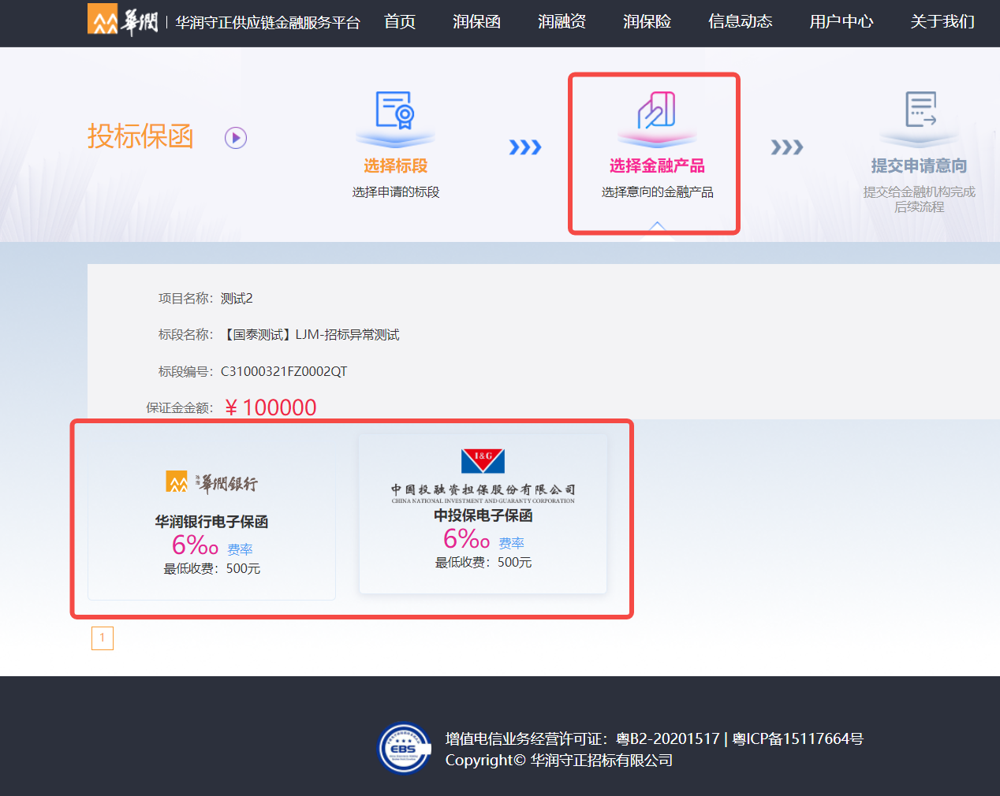 華潤 | 华润守正供应链金融服务平台 首页 润保函 润融资 润保险 信息动态 用户中心 关于我们
投标保函
选择标段
选择申请的标段
选择金融产品
选择意向的金融产品
提交申请意向
提交给金融机构完成
后续流程
项目名称：测试2
标段名称：【国泰测试】LJM-招标异常测试
标段编号：C31000321FZ0002QT
保证金金额：￥100000
珠海 華潤銀行
华润银行电子保函
6‰ 费率
最低收费：500元
I&G
中国投融资担保股份有限公司
CHINA NATIONAL INVESTMENT AND GUARANTY CORPORATION
中投保电子保函
6‰ 费率
最低收费：500元
1
EBS
增值电信业务经营许可证：粤B2-20201517 | 粤ICP备15117664号
Copyright© 华润守正招标有限公司